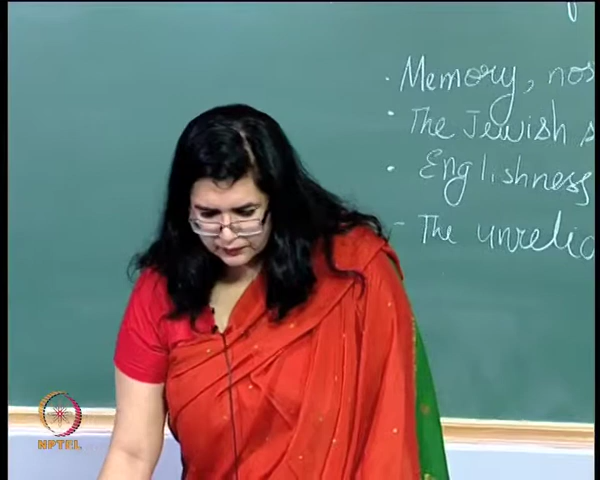 · Memory, nos
· The Jewish s
· Englishness
- The unrelia
NPTEL